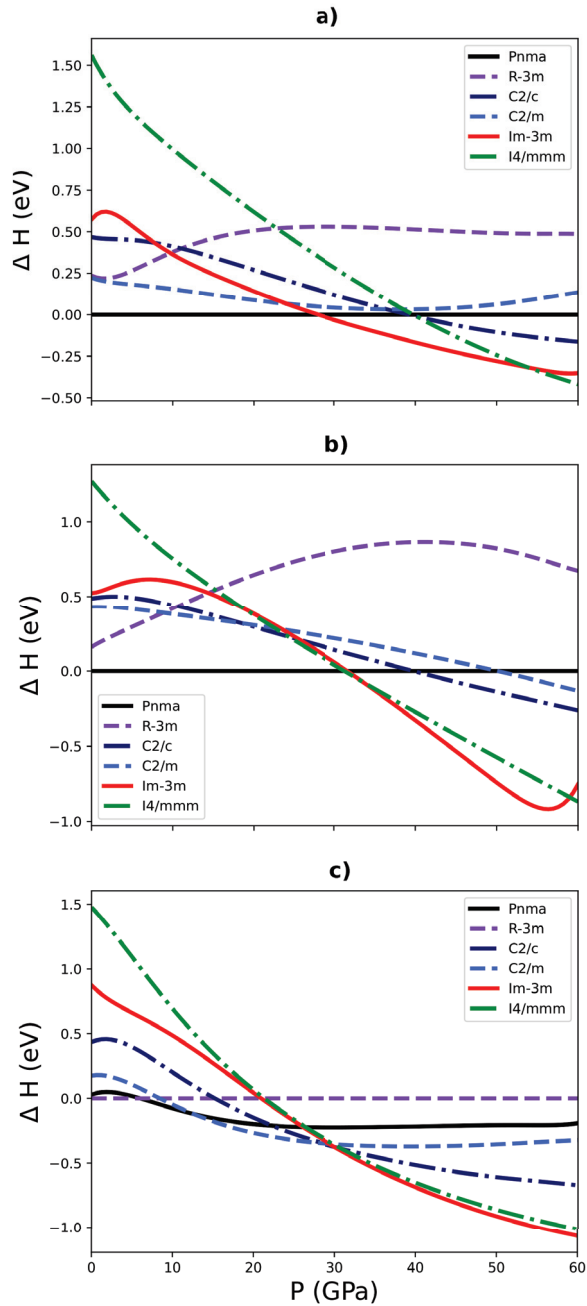 a)
Δ H (eV)
1.50
1.25
1.00
0.75
0.50
0.25
0.00
−0.25
−0.50
Pnma
R-3m
C2/c
C2/m
Im-3m
I4/mmm
b)
Δ H (eV)
1.0
0.5
0.0
−0.5
−1.0
Pnma
R-3m
C2/c
C2/m
Im-3m
I4/mmm
c)
Δ H (eV)
1.5
1.0
0.5
0.0
−0.5
−1.0
Pnma
R-3m
C2/c
C2/m
Im-3m
I4/mmm
0 10 20 30 40 50 60
P (GPa)